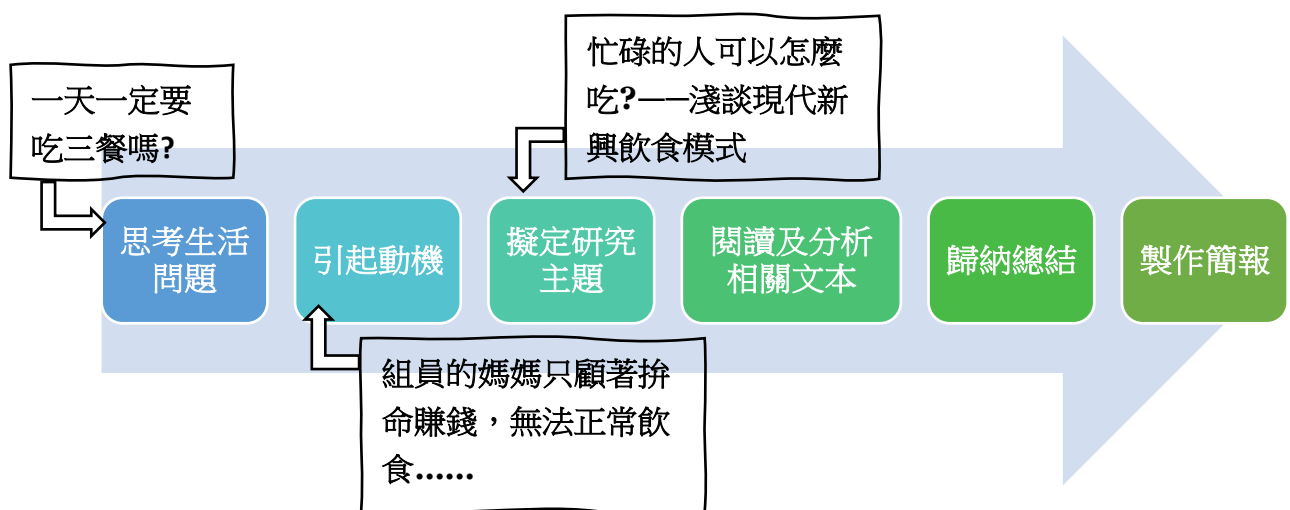 一天一定要
吃三餐嗎?
忙碌的人可以怎麼
吃?——淺談現代新
興飲食模式
思考生活
問題
引起動機
擬定研究
主題
閱讀及分析
相關文本
歸納總結
製作簡報
組員的媽媽只顧著拚
命賺錢，無法正常飲
食......